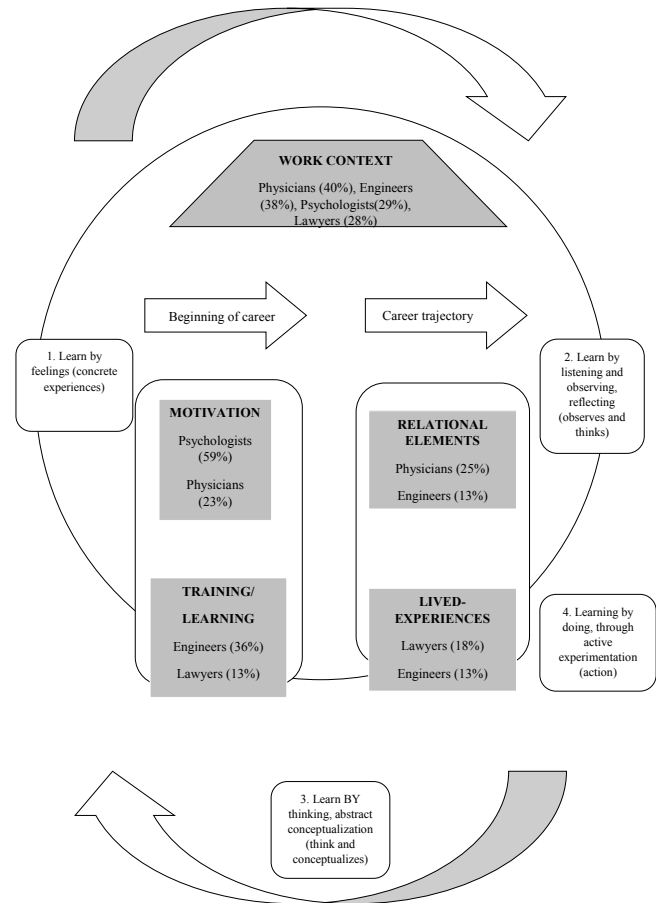 WORK CONTEXT
Physicians (40%), Engineers
(38%), Psychologists(29%),
Lawyers (28%)
Beginning of career
Career trajectory
1. Learn by
feelings (concrete
experiences)
2. Learn by
listening and
observing,
reflecting
(observes and
thinks)
MOTIVATION
Psychologists
(59%)
Physicians
(23%)
RELATIONAL
ELEMENTS
Physicians (25%)
Engineers (13%)
TRAINING/
LEARNING
Engineers (36%)
Lawyers (13%)
LIVED-
EXPERIENCES
Lawyers (18%)
Engineers (13%)
4. Learning by
doing, through
active
experimentation
(action)
3. Learn BY
thinking, abstract
conceptualization
(think and
conceptualizes)